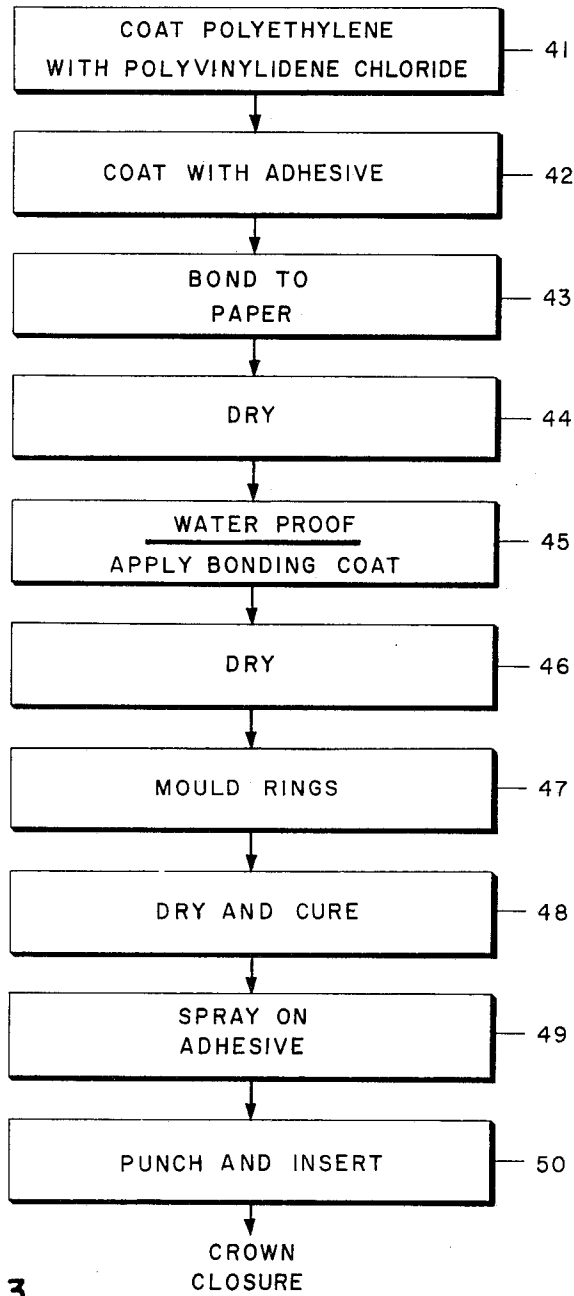 COAT POLYETHYLENE
WITH POLYVINYLIDENE CHLORIDE
41
COAT WITH ADHESIVE
42
BOND TO
PAPER
43
DRY
44
WATER PROOF
APPLY BONDING COAT
45
DRY
46
MOULD RINGS
47
DRY AND CURE
48
SPRAY ON
ADHESIVE
49
PUNCH AND INSERT
50
CROWN
CLOSURE
3